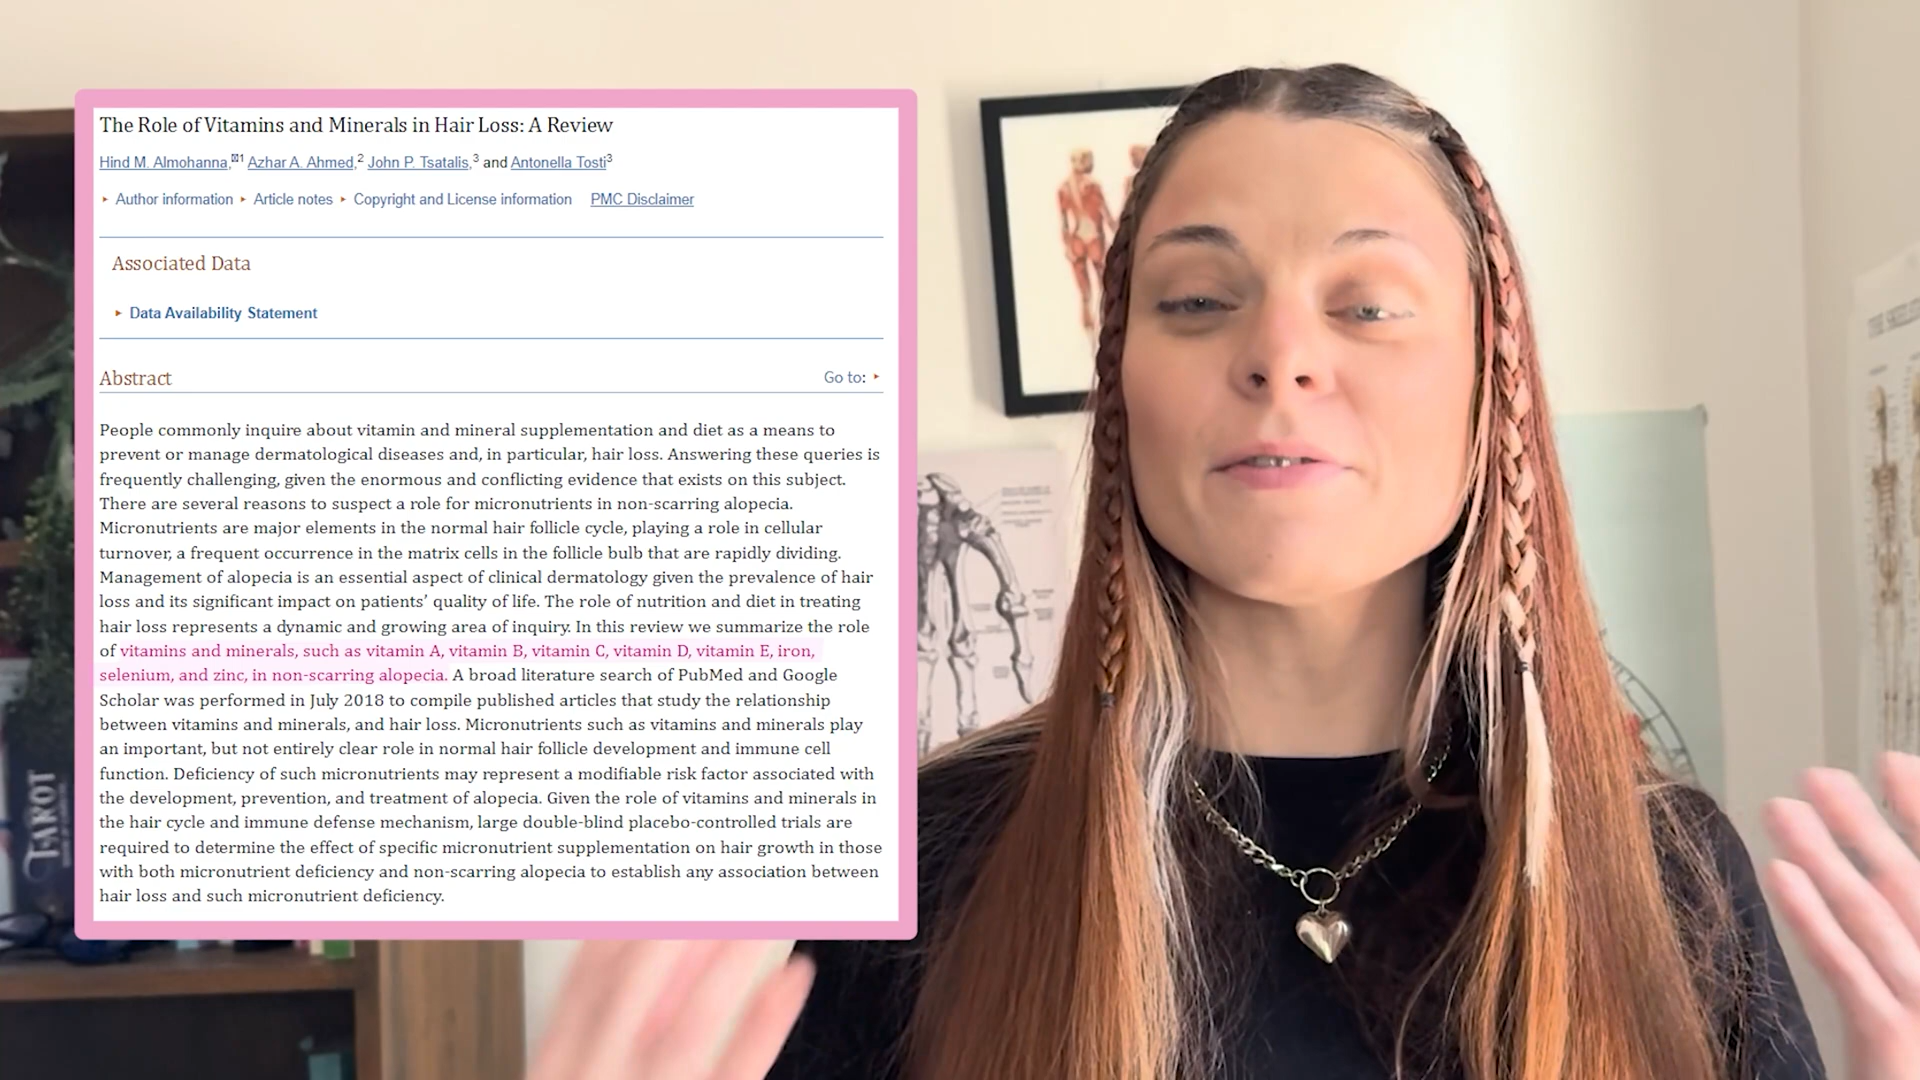 The Role of Vitamins and Minerals in Hair Loss: A Review
Hind M. Almohanna,✉1 Azhar A. Ahmed,2 John P. Tsatalis,3 and Antonella Tosti3
▸ Author information ▸ Article notes ▸ Copyright and License information PMC Disclaimer
Associated Data
▸ Data Availability Statement
Abstract
Go to: ▸
People commonly inquire about vitamin and mineral supplementation and diet as a means to
prevent or manage dermatological diseases and, in particular, hair loss. Answering these queries is
frequently challenging, given the enormous and conflicting evidence that exists on this subject.
There are several reasons to suspect a role for micronutrients in non-scarring alopecia.
Micronutrients are major elements in the normal hair follicle cycle, playing a role in cellular
turnover, a frequent occurrence in the matrix cells in the follicle bulb that are rapidly dividing.
Management of alopecia is an essential aspect of clinical dermatology given the prevalence of hair
loss and its significant impact on patients’ quality of life. The role of nutrition and diet in treating
hair loss represents a dynamic and growing area of inquiry. In this review we summarize the role
of vitamins and minerals, such as vitamin A, vitamin B, vitamin C, vitamin D, vitamin E, iron,
selenium, and zinc, in non-scarring alopecia. A broad literature search of PubMed and Google
Scholar was performed in July 2018 to compile published articles that study the relationship
between vitamins and minerals, and hair loss. Micronutrients such as vitamins and minerals play
an important, but not entirely clear role in normal hair follicle development and immune cell
function. Deficiency of such micronutrients may represent a modifiable risk factor associated with
the development, prevention, and treatment of alopecia. Given the role of vitamins and minerals in
the hair cycle and immune defense mechanism, large double-blind placebo-controlled trials are
required to determine the effect of specific micronutrient supplementation on hair growth in those
with both micronutrient deficiency and non-scarring alopecia to establish any association between
hair loss and such micronutrient deficiency.
TAROT